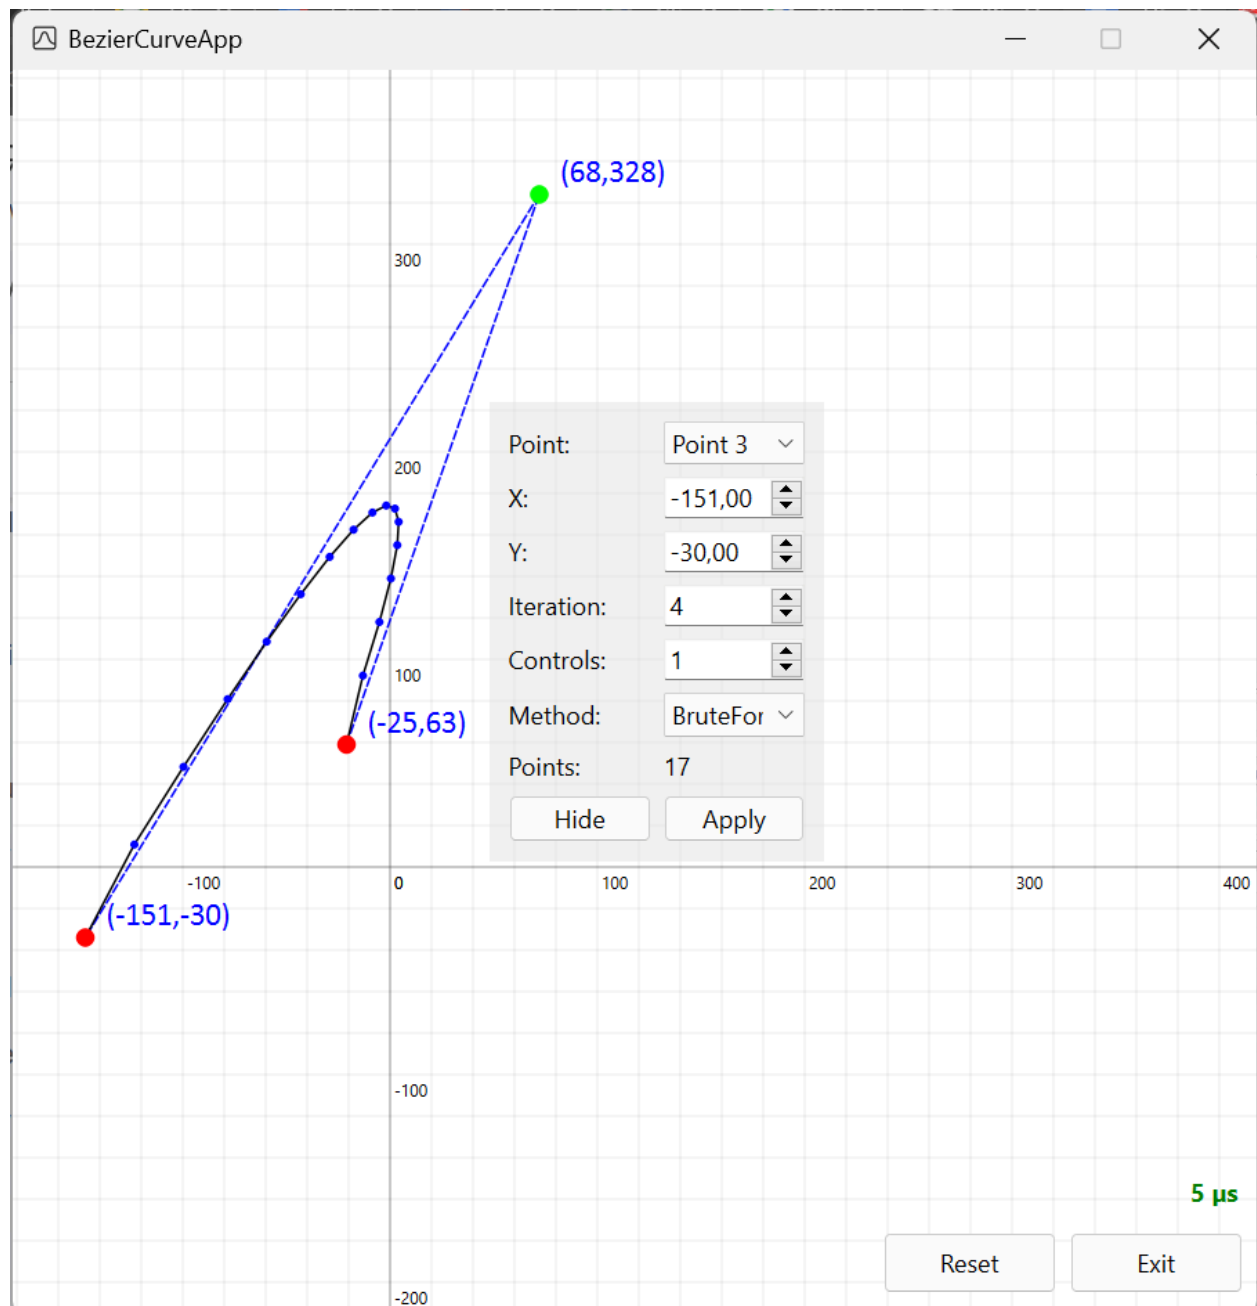 BezierCurveApp
(68,328)
300
Point: Point 3
200
X: -151,00
Y: -30,00
Iteration: 4
Controls: 1
100
Method: BruteFor
(-25,63)
Points: 17
Hide Apply
-100 0 100 200 300 400
(-151,-30)
-100
5 µs
Reset Exit
-200